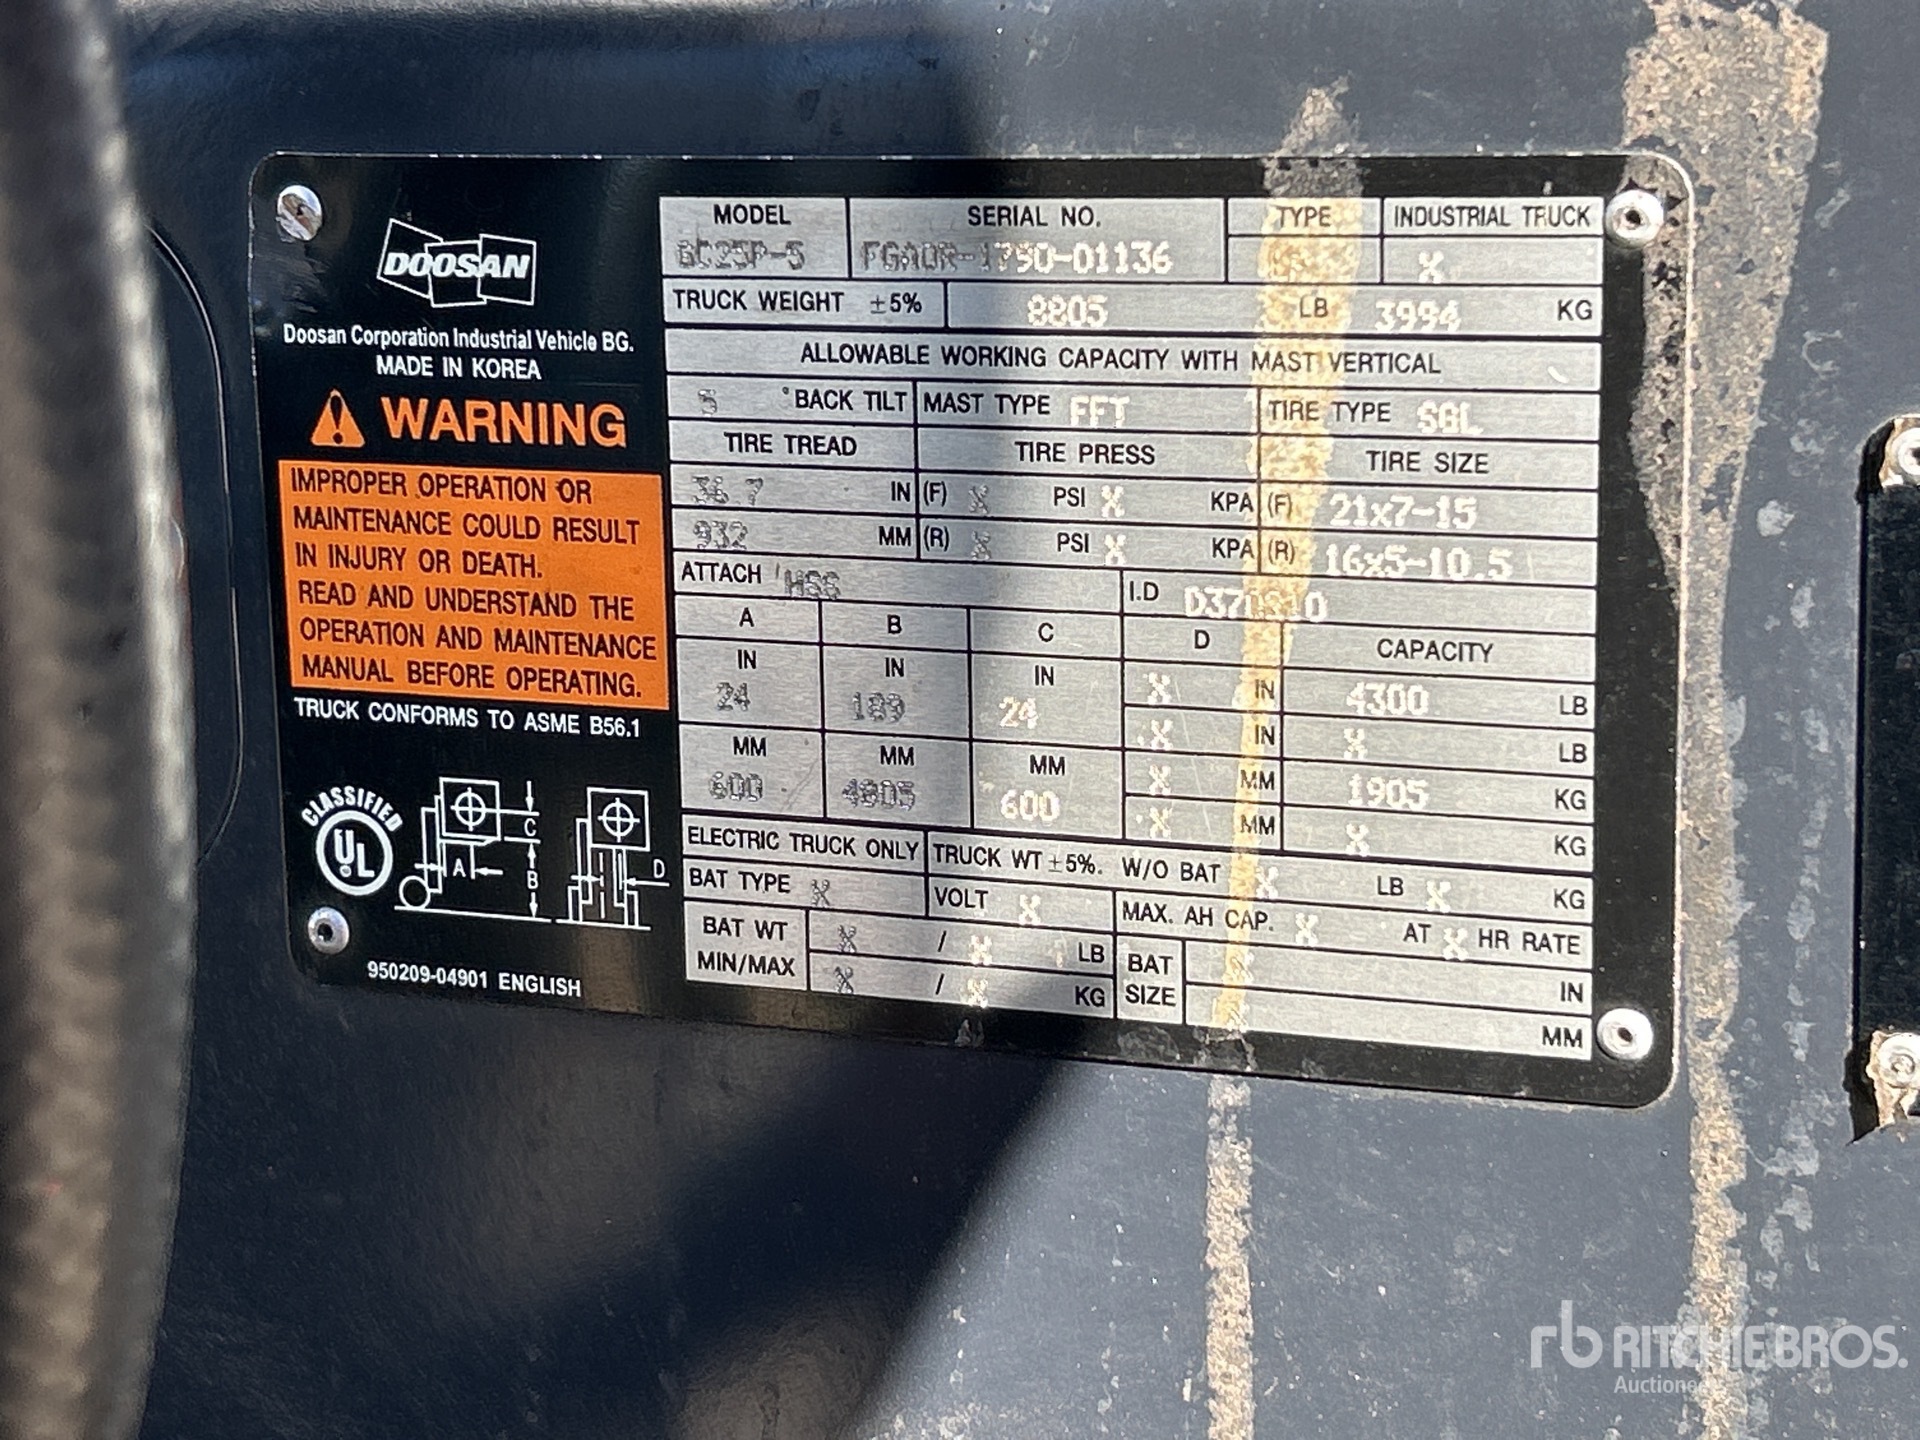 DOOSAN
Doosan Corporation Industrial Vehicle BG.
MADE IN KOREA
WARNING
IMPROPER OPERATION OR
MAINTENANCE COULD RESULT
IN INJURY OR DEATH.
READ AND UNDERSTAND THE
OPERATION AND MAINTENANCE
MANUAL BEFORE OPERATING.
TRUCK CONFORMS TO ASME B56.1
CLASSIFIED
UL
A C B D
950209-04901 ENGLISH
MODEL SERIAL NO. TYPE INDUSTRIAL TRUCK
GC25P-5 X
TRUCK WEIGHT ±5% 8805 LB 3994 KG
ALLOWABLE WORKING CAPACITY WITH MAST VERTICAL
°BACK TILT MAST TYPE FFT TIRE TYPE SGL
TIRE TREAD TIRE PRESS TIRE SIZE
36.7 IN (F) X PSI X KPA (F) 21x7-15
932 MM (R) X PSI X KPA (R) 16x5-10.5
ATTACH I.D
A B C D CAPACITY
IN IN IN X IN 4300 LB
24 189 24 X IN X LB
MM MM MM X MM 1905 KG
600 4805 600 X MM X KG
ELECTRIC TRUCK ONLY TRUCK WT ±5%. W/O BAT X LB X KG
BAT TYPE X VOLT X MAX. AH CAP. X AT X HR RATE
BAT WT X / X LB BAT IN
MIN/MAX X / X KG SIZE MM
rb RITCHIE BROS.
Auctioneers